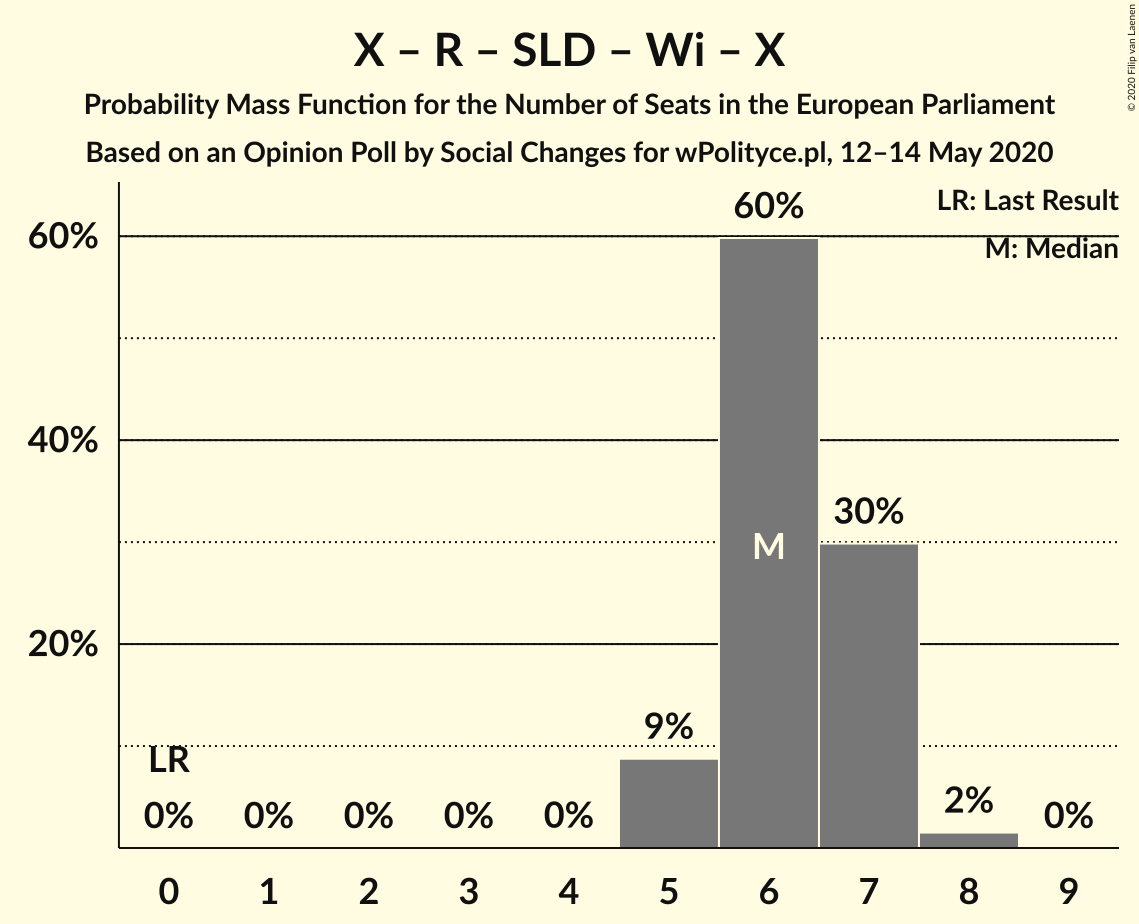 X – R – SLD – Wi – X
Probability Mass Function for the Number of Seats in the European Parliament
Based on an Opinion Poll by Social Changes for wPolityce.pl, 12–14 May 2020
© 2020 Filip van Laenen
LR: Last Result
M: Median
60%
40%
20%
LR
0%
0%
0%
0%
0%
9%
60%
M
30%
2%
0%
0 1 2 3 4 5 6 7 8 9